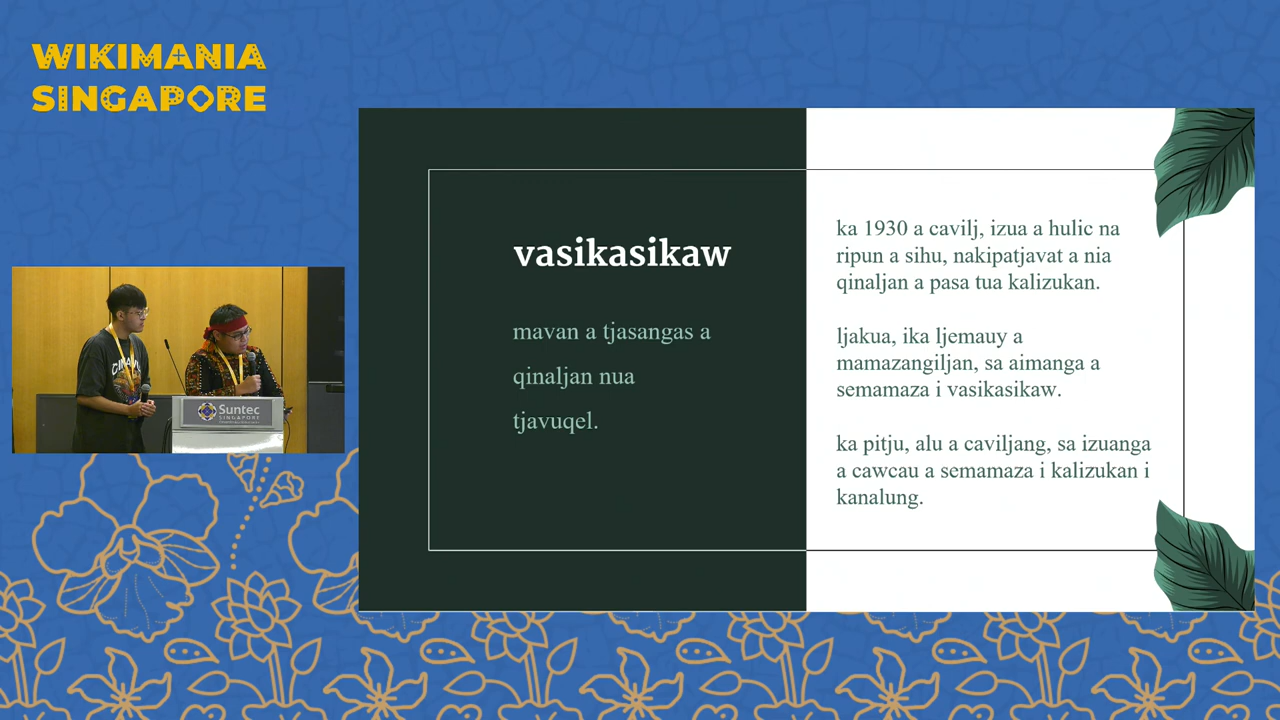 WIKIMANIA
SINGAPORE
vasikasikaw
mavan a tjasangas a
qinaljan nua
tjavuqel.
ka 1930 a cavilj, izua a hulic na
ripun a sihu, nakipatjavat a nia
qinaljan a pasa tua kalizukan.
ljakua, ika ljemauy a
mamazangiljan, sa aimanga a
semamaza i vasikasikaw.
ka pitju, alu a caviljang, sa izuanga
a cawcau a semamaza i kalizukan i
kanalung.
Suntec
SINGAPORE